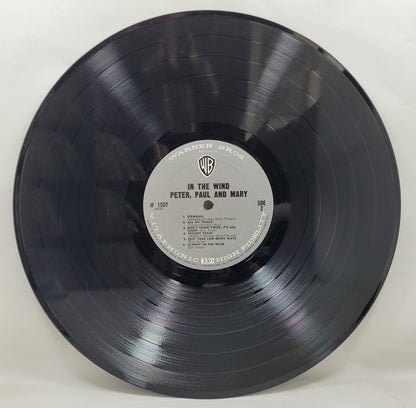 WARNER BROS
WB
IN THE WIND
PETER, PAUL AND MARY
W 1507
SIDE
2
1. STEWBALL
2. ALL MY TRIALS
3. DON'T THINK TWICE, IT'S ALL
RIGHT
4. FREIGHT TRAIN
5. QUIT YOUR LOW DOWN WAYS
6. BLOWIN' IN THE WIND
VITAPHONIC 33⅓ HIGH FIDELITY